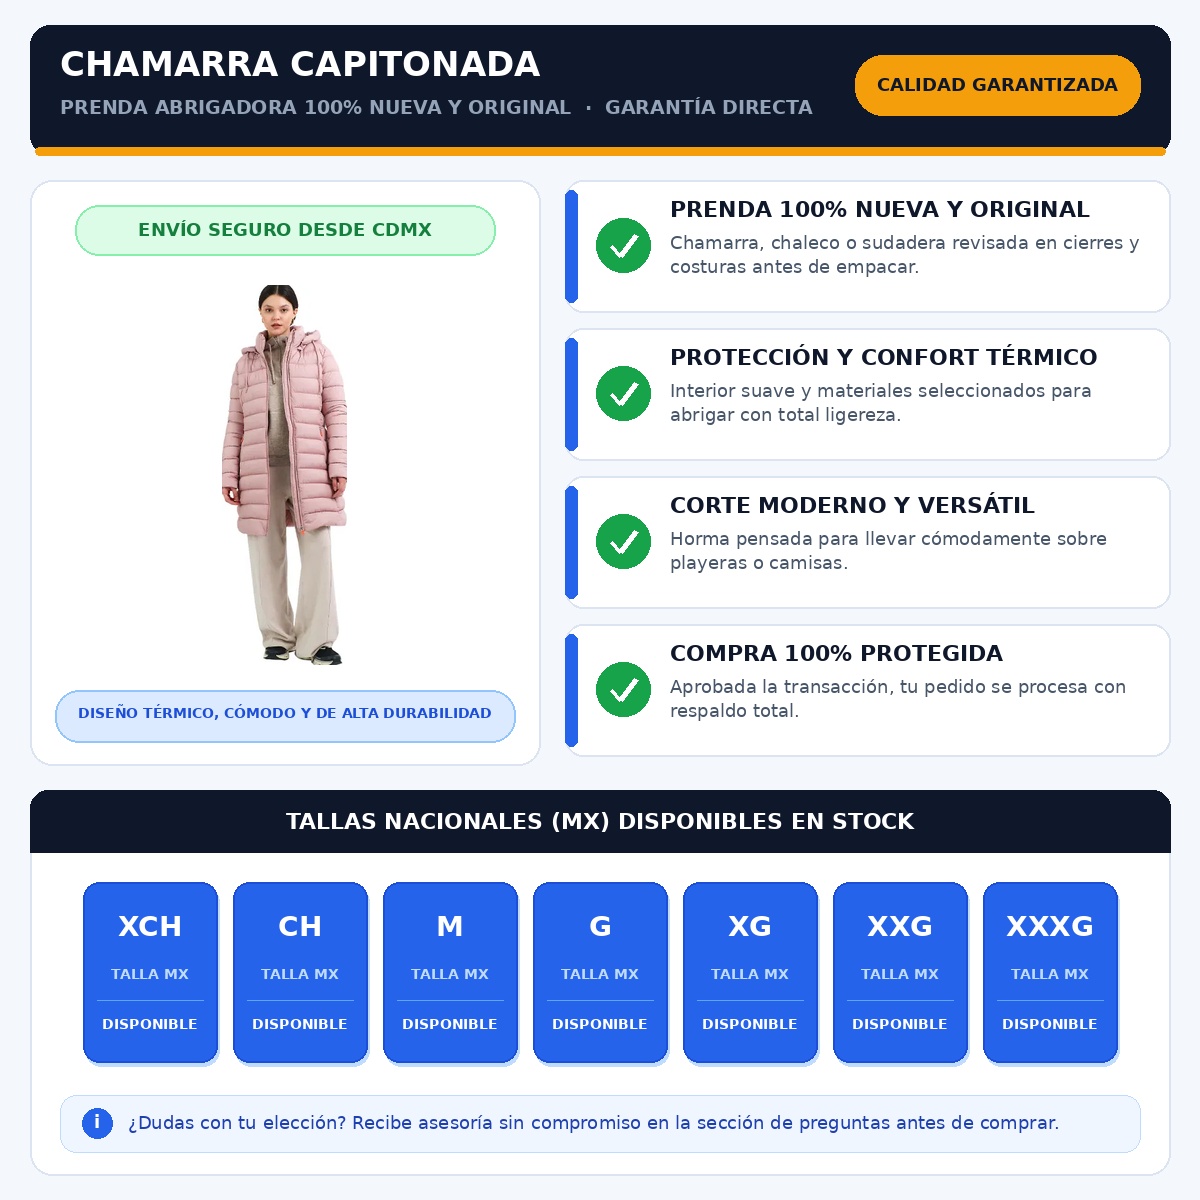 CHAMARRA CAPITONADA
PRENDA ABRIGADORA 100% NUEVA Y ORIGINAL · GARANTÍA DIRECTA
CALIDAD GARANTIZADA
ENVÍO SEGURO DESDE CDMX
DISEÑO TÉRMICO, CÓMODO Y DE ALTA DURABILIDAD
PRENDA 100% NUEVA Y ORIGINAL
Chamarra, chaleco o sudadera revisada en cierres y
costuras antes de empacar.
PROTECCIÓN Y CONFORT TÉRMICO
Interior suave y materiales seleccionados para
abrigar con total ligereza.
CORTE MODERNO Y VERSÁTIL
Horma pensada para llevar cómodamente sobre
playeras o camisas.
COMPRA 100% PROTEGIDA
Aprobada la transacción, tu pedido se procesa con
respaldo total.
TALLAS NACIONALES (MX) DISPONIBLES EN STOCK
XCH
TALLA MX
DISPONIBLE
CH
TALLA MX
DISPONIBLE
M
TALLA MX
DISPONIBLE
G
TALLA MX
DISPONIBLE
XG
TALLA MX
DISPONIBLE
XXG
TALLA MX
DISPONIBLE
XXXG
TALLA MX
DISPONIBLE
i ¿Dudas con tu elección? Recibe asesoría sin compromiso en la sección de preguntas antes de comprar.